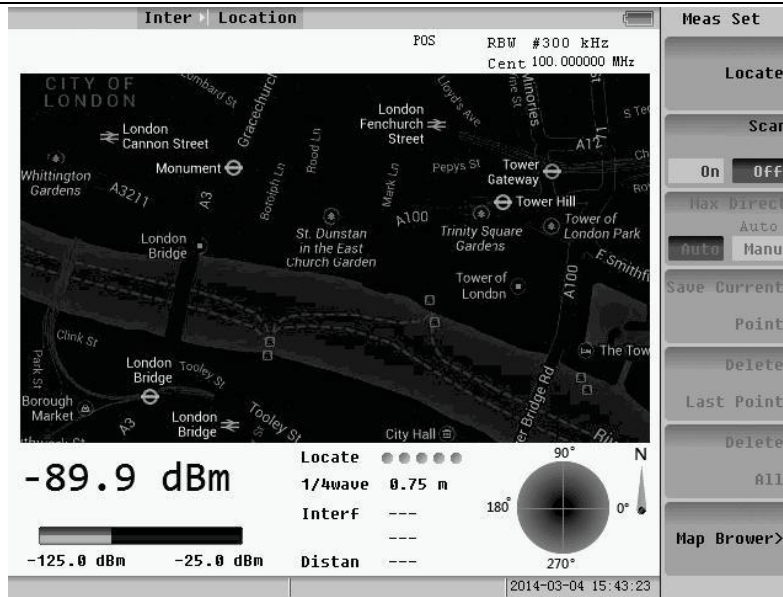 Inter Location
Meas Set
POS
RBW #300 kHz
Cent 100.000000 MHz
CITY OF
LONDON
Lombard St
Gracechurch
London
Cannon Street
London
Fenchurch
Street
Lloyd's Ave
Minories
A1211
Whittington
Gardens
A3211
Monument
A3
Botolph Ln
Rood Ln
Mark Ln
Pepys St
Tower
Gateway
Tower Hill
A100
St. Dunstan
in the East
Church Garden
Trinity Square
Gardens
Tower of
London Park
London
Bridge
Tower of
London
A100
E Smithf
Clink St
Park St
The Tow
London
Bridge
Tooley St
Borough
Market
A3
London
Bridge
Tooley St
City Hall
er Bridge Rd
Locate
Scan
On Off
Max Direct
Auto
Auto Manu
Save Current
Point
Delete
Last Point
Delete
All
Map Brower>
-89.9 dBm
-125.0 dBm -25.0 dBm
Locate
1/4wave 0.75 m
Interf ---
---
Distan ---
90°
N
180°
0°
270°
2014-03-04 15:43:23